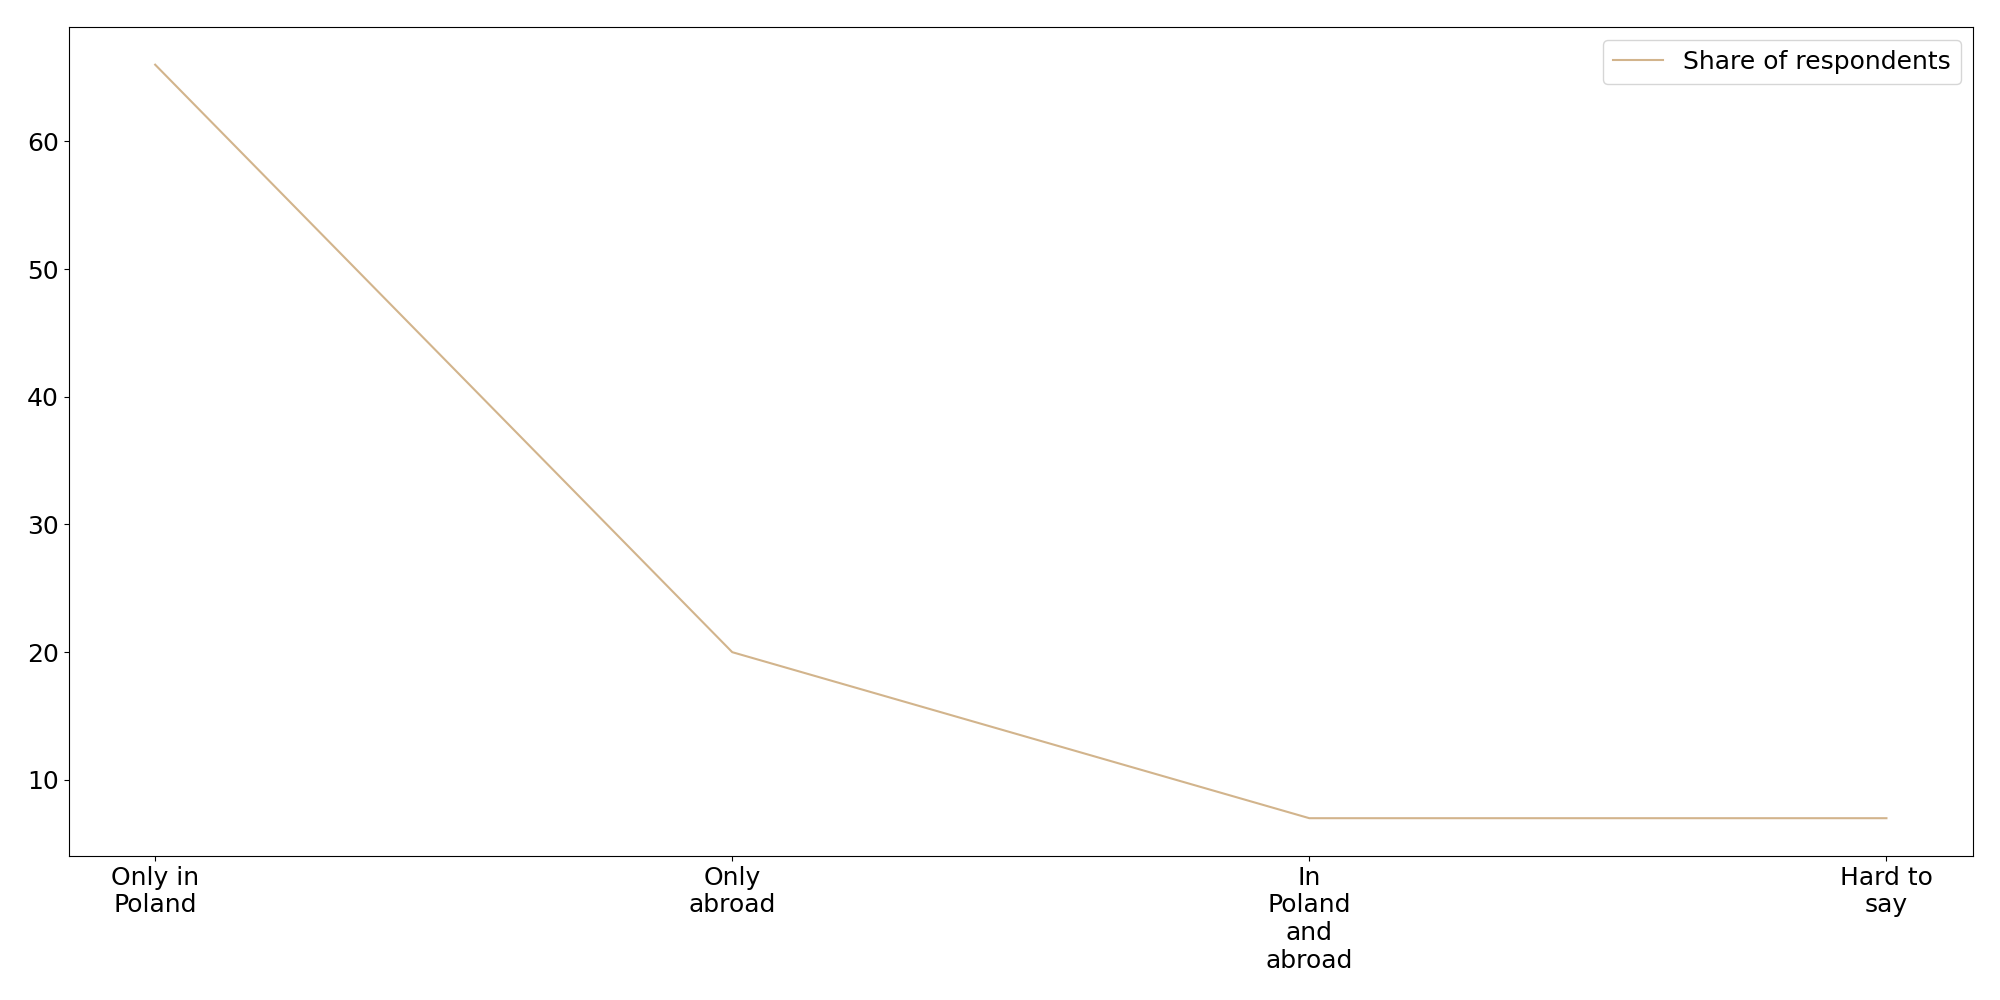 Share of respondents
60
50
40
30
20
10
Only in
Poland
Only
abroad
In
Poland
and
abroad
Hard to
say